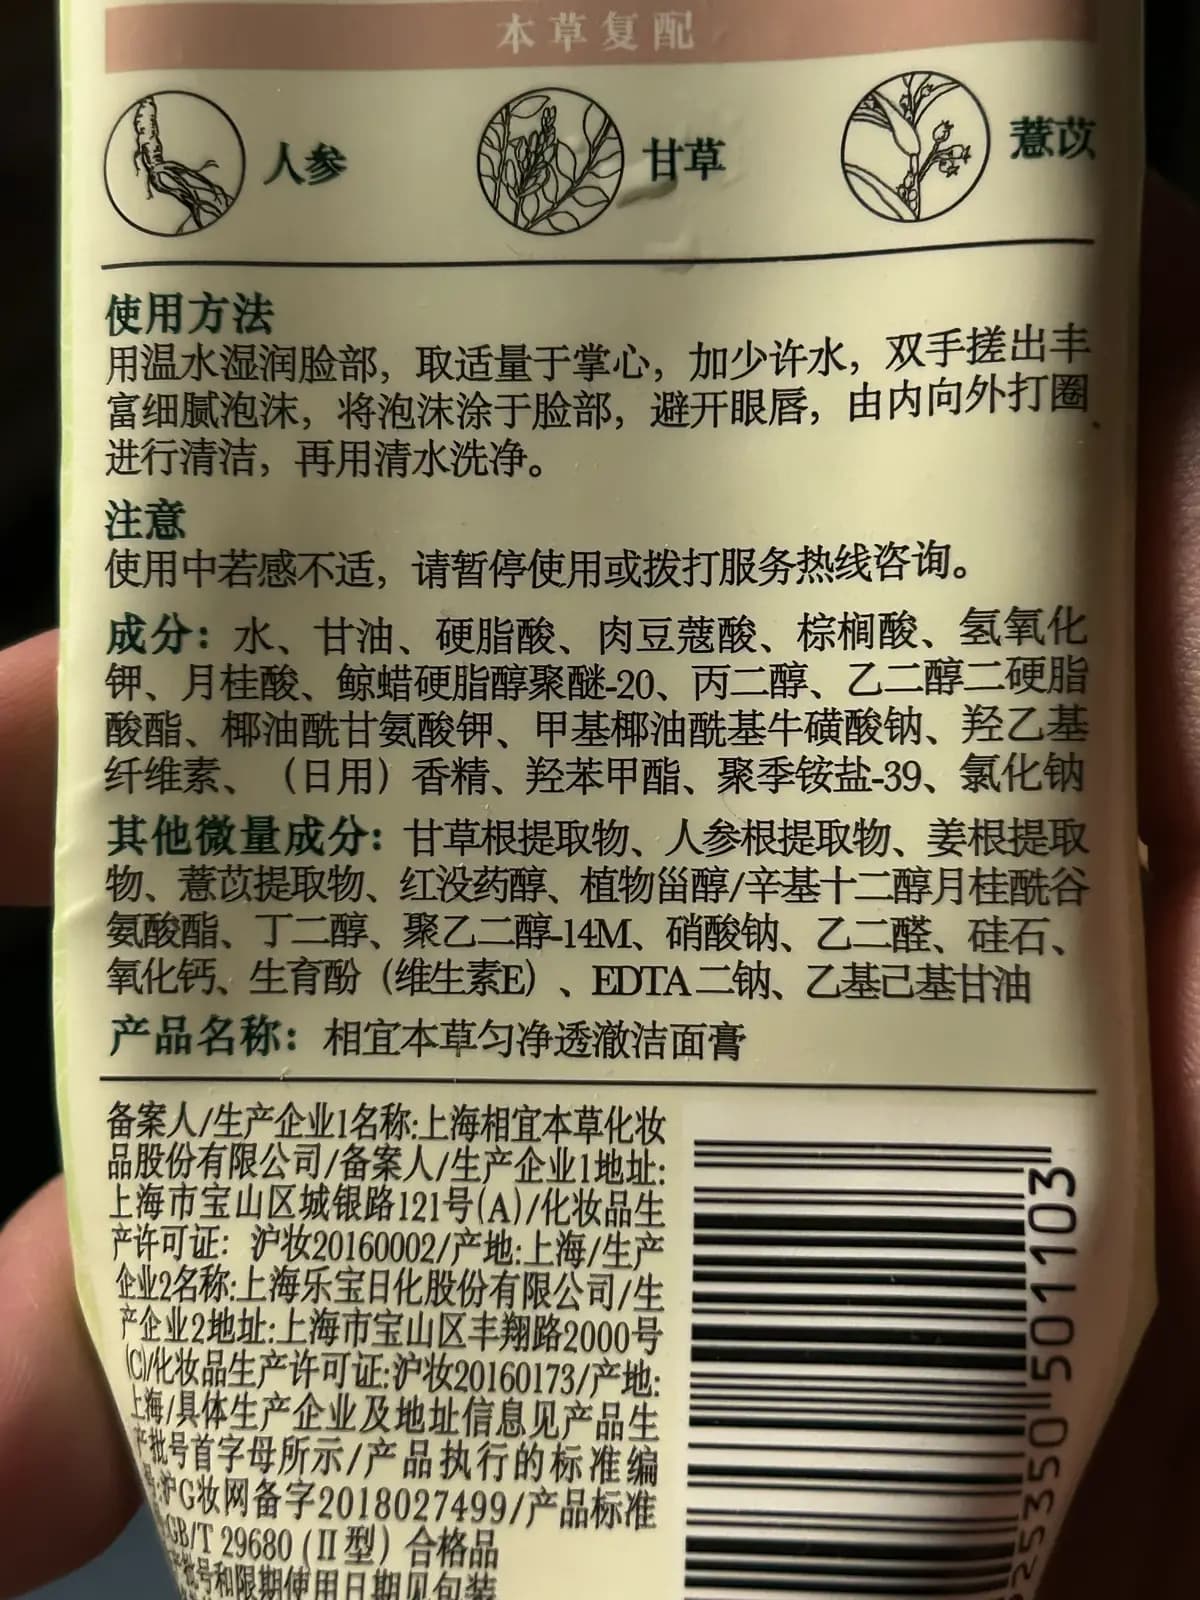 本草复配
人参
甘草
薏苡
使用方法
用温水湿润脸部，取适量于掌心，加少许水，双手搓出丰
富细腻泡沫，将泡沫涂于脸部，避开眼唇，由内向外打圈
进行清洁，再用清水洗净。
注意
使用中若感不适，请暂停使用或拨打服务热线咨询。
成分：水、甘油、硬脂酸、肉豆蔻酸、棕榈酸、氢氧化
钾、月桂酸、鲸蜡硬脂醇聚醚-20、丙二醇、乙二醇二硬脂
酸酯、椰油酰甘氨酸钾、甲基椰油酰基牛磺酸钠、羟乙基
纤维素、（日用）香精、羟苯甲酯、聚季铵盐-39、氯化钠
其他微量成分：甘草根提取物、人参根提取物、姜根提取
物、薏苡提取物、红没药醇、植物甾醇/辛基十二醇月桂酰谷
氨酸酯、丁二醇、聚乙二醇-14M、硝酸钠、乙二醛、硅石、
氧化钙、生育酚（维生素E）、EDTA二钠、乙基己基甘油
产品名称：相宜本草匀净透澈洁面膏
备案人/生产企业1名称:上海相宜本草化妆
品股份有限公司/备案人/生产企业1地址:
上海市宝山区城银路121号(A)/化妆品生
产许可证：沪妆20160002/产地:上海/生产
企业2名称:上海乐宝日化股份有限公司/生
产企业2地址:上海市宝山区丰翔路2000号
(C)/化妆品生产许可证:沪妆20160173/产地:
上海/具体生产企业及地址信息见产品生
产批号首字母所示/产品执行的标准编
号:沪G妆网备字2018027499/产品标准
GB/T 29680 (Ⅱ型) 合格品
批号和限期使用日期见包装
25350 501103